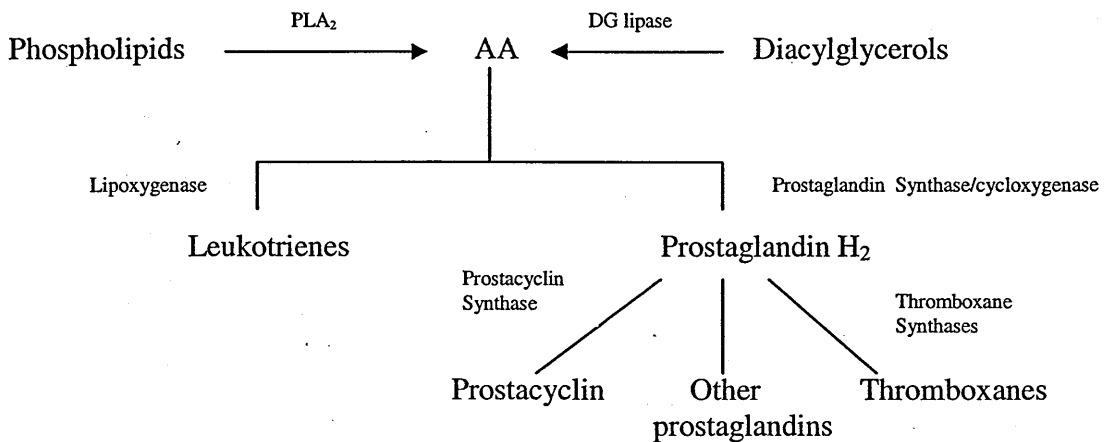 PLA₂
DG lipase
Phospholipids
AA
Diacylglycerols
Lipoxygenase
Prostaglandin Synthase/cycloxygenase
Leukotrienes
Prostaglandin H₂
Prostacyclin
Synthase
Thromboxane
Synthases
Prostacyclin
Other
prostaglandins
Thromboxanes